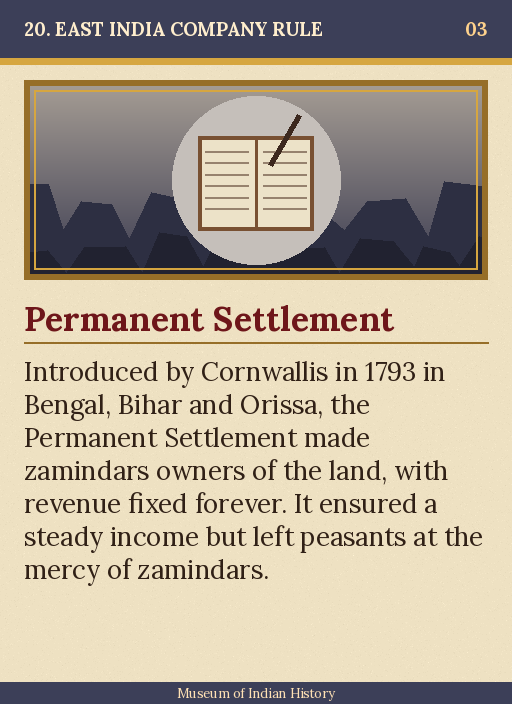 20. EAST INDIA COMPANY RULE
03
Permanent Settlement
Introduced by Cornwallis in 1793 in
Bengal, Bihar and Orissa, the
Permanent Settlement made
zamindars owners of the land, with
revenue fixed forever. It ensured a
steady income but left peasants at the
mercy of zamindars.
Museum of Indian History